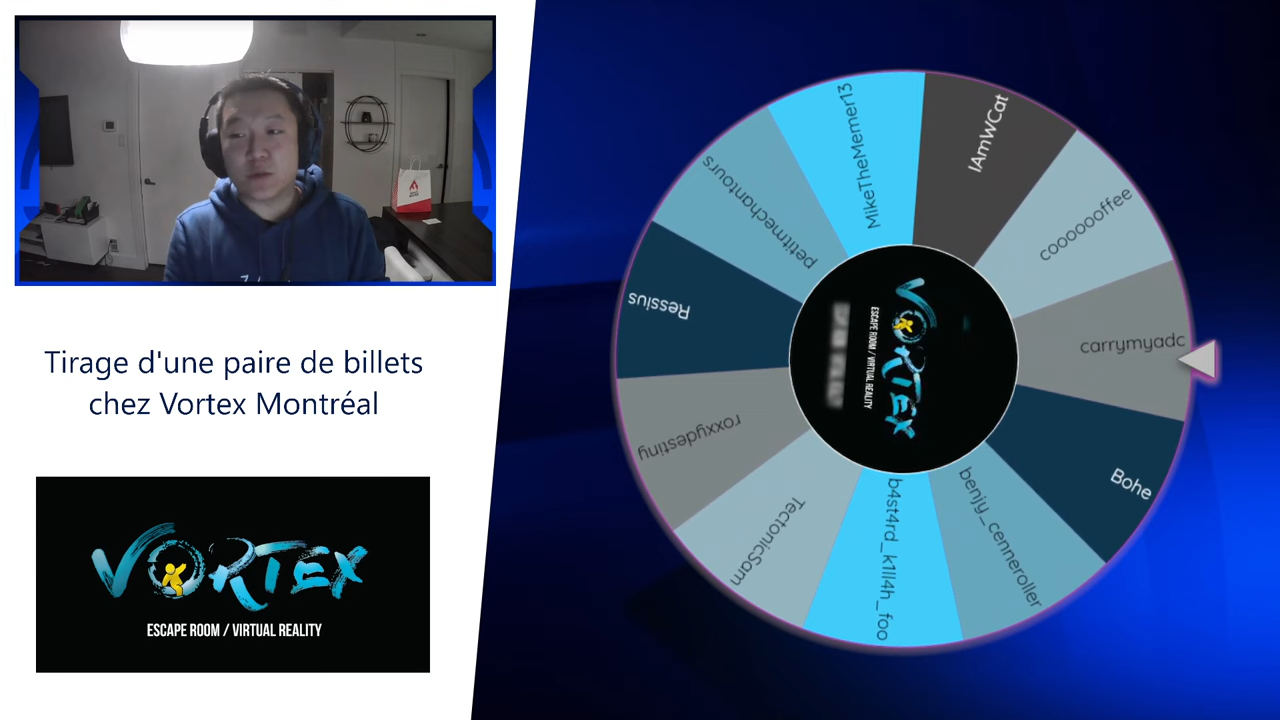 Tirage d'une paire de billets
chez Vortex Montréal
VORTEX
ESCAPE ROOM / VIRTUAL REALITY
MikeTheMemer13
IAmWCat
cooooooffee
carrymyadc
Bohe
benjy_cenneroller
b4st4rd_k1ll4h_foo
TectonicSam
roxxydestiny
Ressius
petitmechantours
VORTEX
ESCAPE ROOM / VIRTUAL REALITY